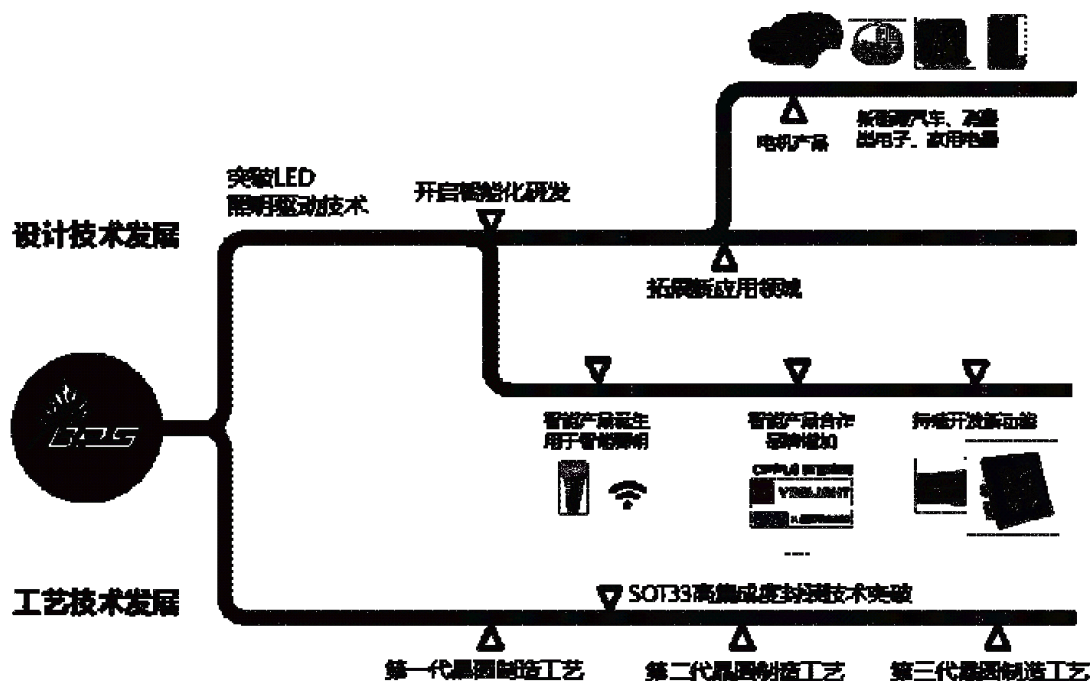 电机产品
新能源汽车、消费
品电子、家用电器
突破LED
照明驱动技术
开启智能化研发
设计技术发展
拓展新应用领域
BPS
智能产品诞生
用于智能照明
智能产品合作
品牌增加
持续开发新功能
YEELIGHT
工艺技术发展
SOT33高集成度封装技术突破
第一代晶圆制造工艺
第二代晶圆制造工艺
第三代晶圆制造工艺